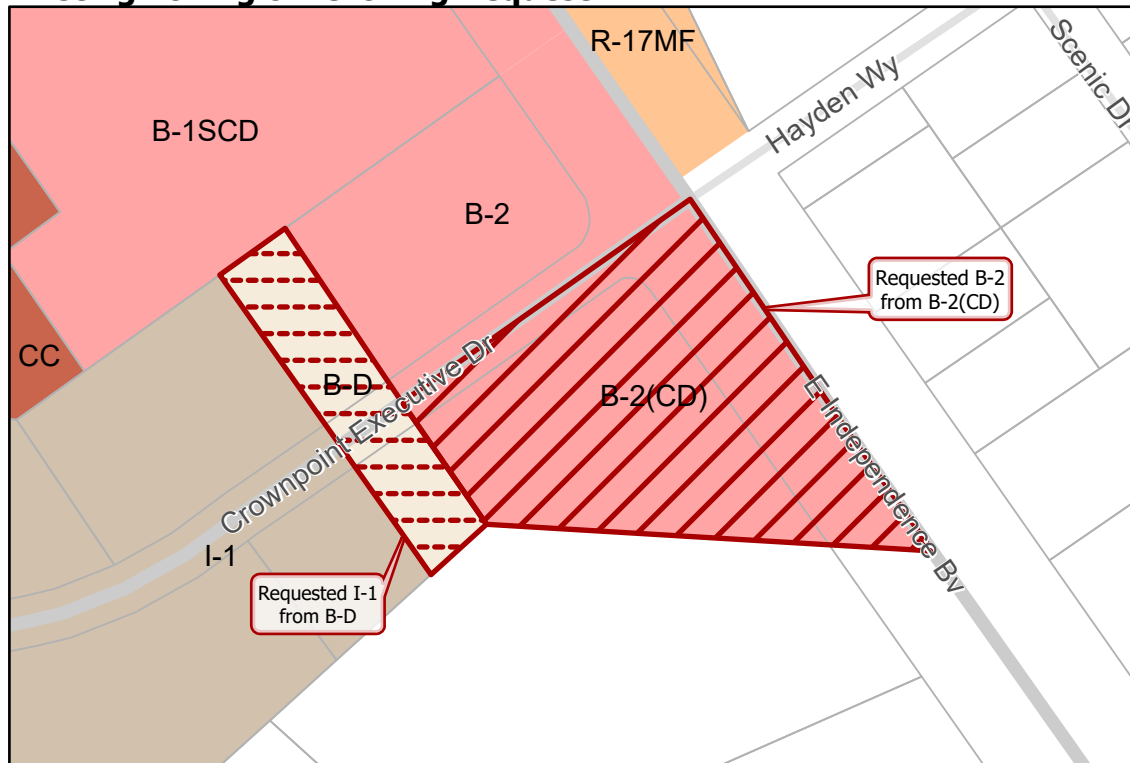 R-17MF
Scenic Dr
Hayden Wy
B-1SCD
B-2
Requested B-2
from B-2(CD)
CC
B-D
B-2(CD)
Crownpoint Executive Dr
E Independence Bv
I-1
Requested I-1
from B-D